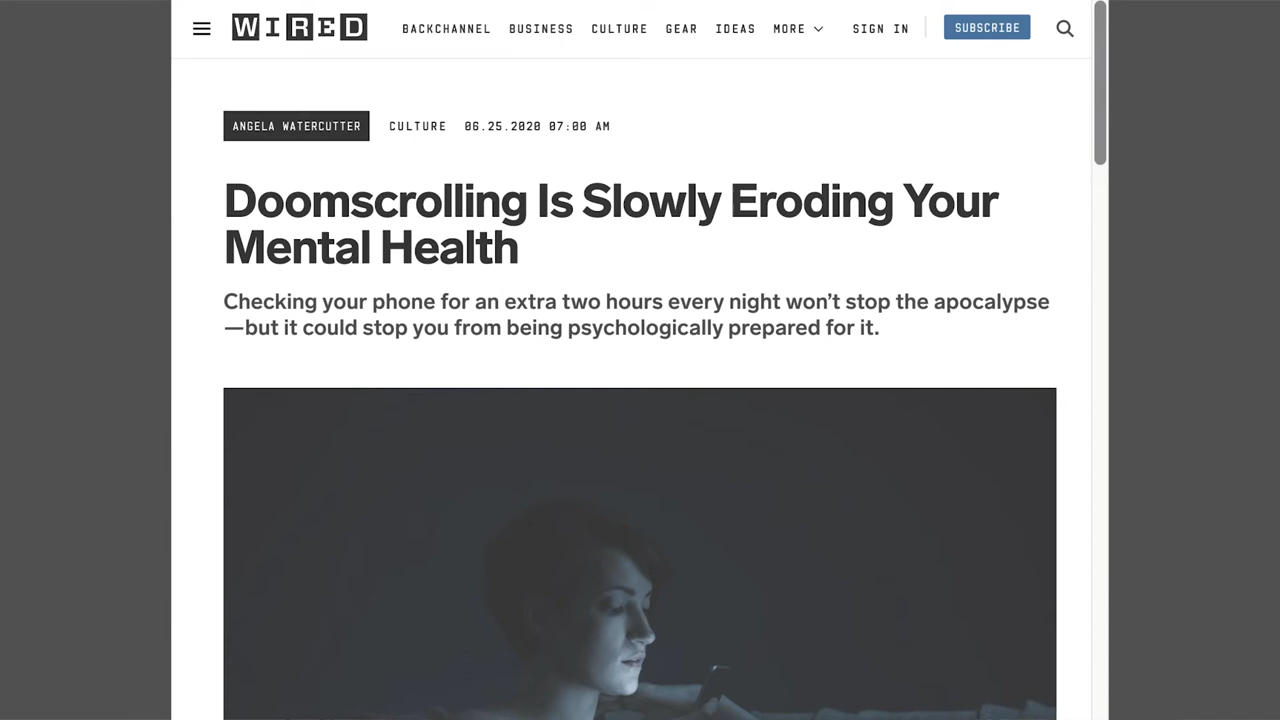 WIRED BACKCHANNEL BUSINESS CULTURE GEAR IDEAS MORE SIGN IN SUBSCRIBE
ANGELA WATERCUTTER CULTURE 06.25.2020 07:00 AM
Doomscrolling Is Slowly Eroding Your
Mental Health
Checking your phone for an extra two hours every night won’t stop the apocalypse
—but it could stop you from being psychologically prepared for it.